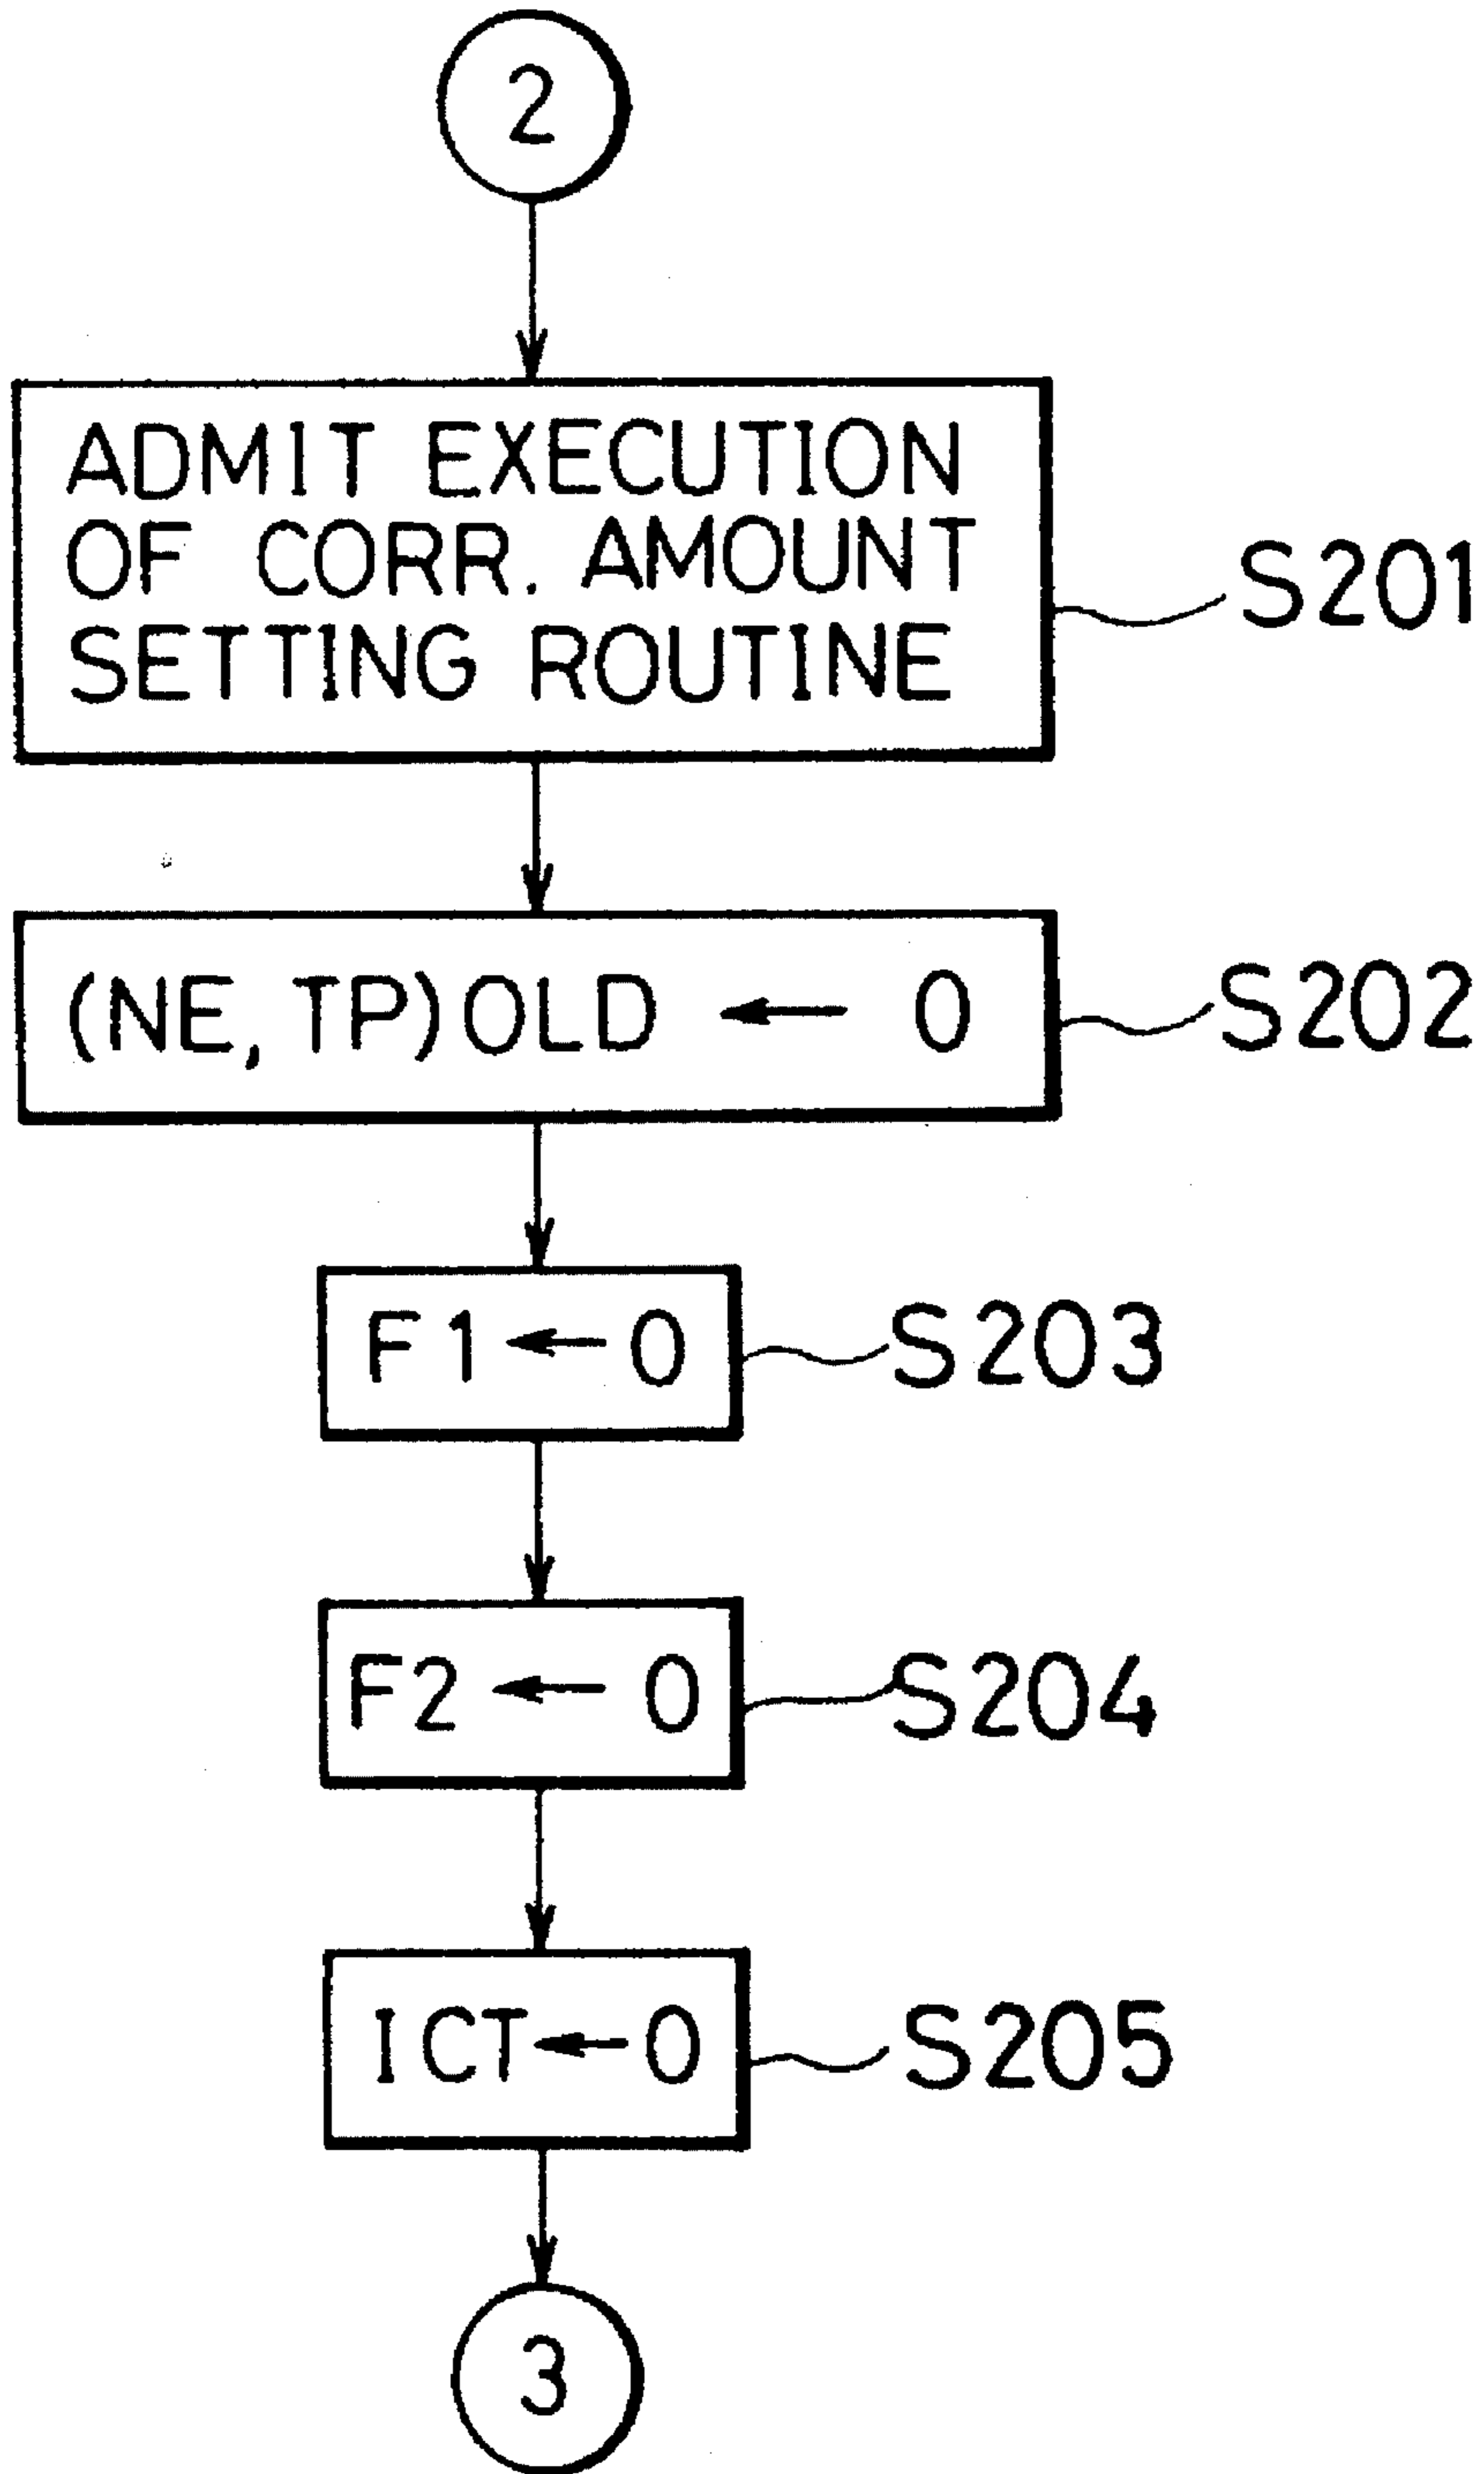 2
ADMIT EXECUTION
OF CORR. AMOUNT
SETTING ROUTINE
S201
(NE, TP)OLD ← 0
S202
F1 ← 0
S203
F2 ← 0
S204
ICT ← 0
S205
3